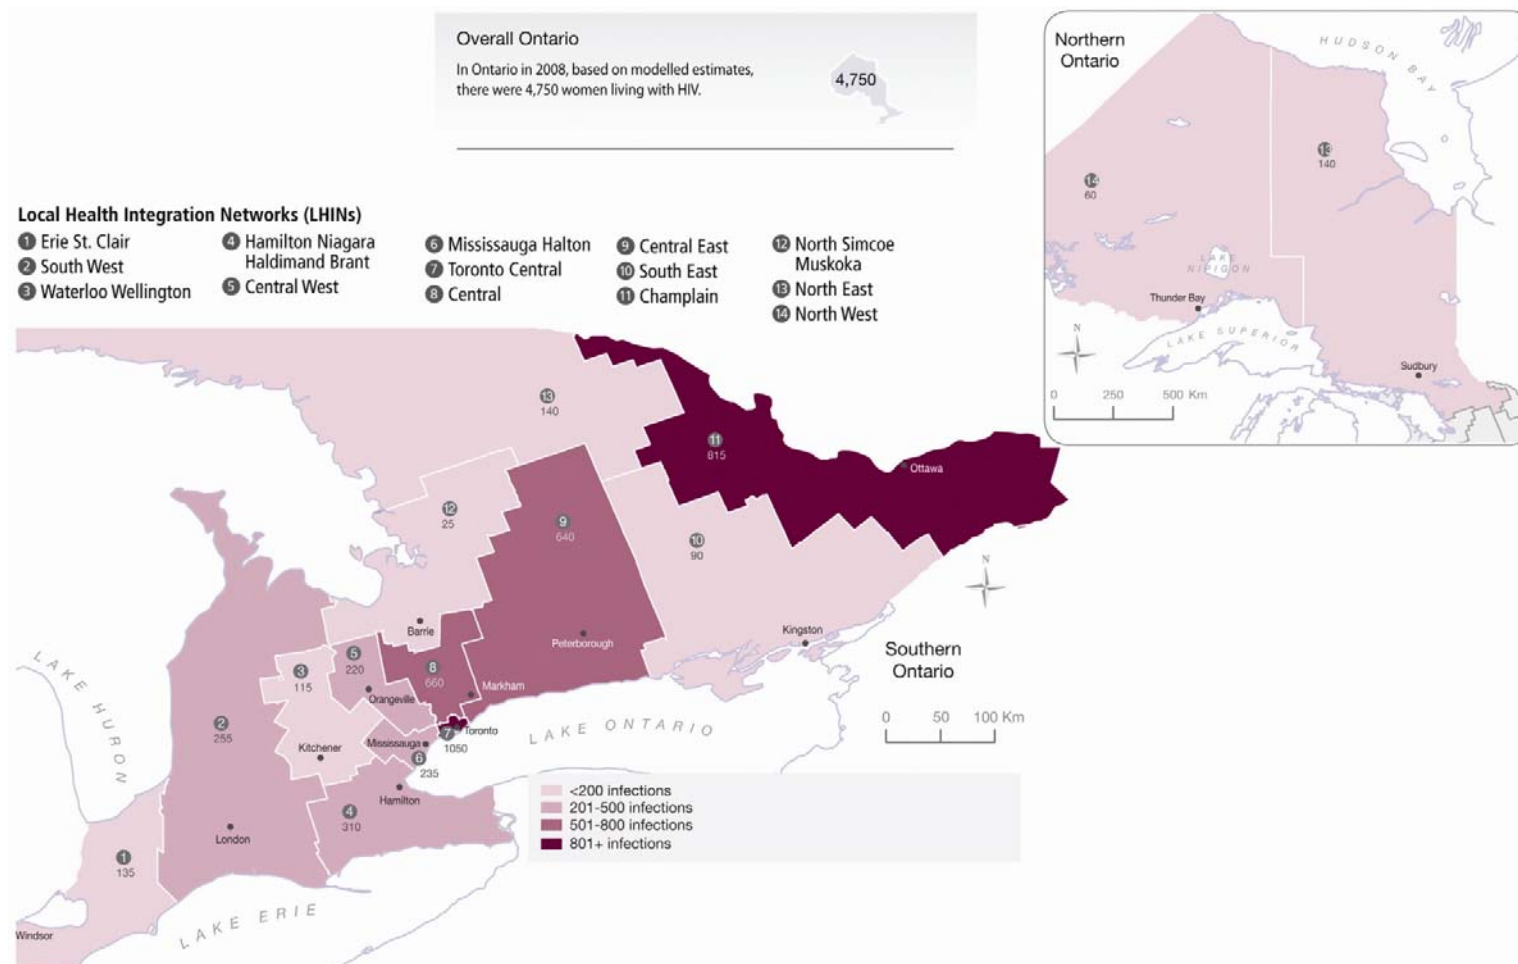 Overall Ontario
In Ontario in 2008, based on modelled estimates,
there were 4,750 women living with HIV.
4,750
Northern
Ontario
HUDSON BAY
13
140
14
60
LAKE
NIPIGON
Thunder Bay
LAKE SUPERIOR
N
Sudbury
0 250 500 Km
Local Health Integration Networks (LHINs)
1 Erie St. Clair
2 South West
3 Waterloo Wellington
4 Hamilton Niagara
Haldimand Brant
5 Central West
6 Mississauga Halton
7 Toronto Central
8 Central
9 Central East
10 South East
11 Champlain
12 North Simcoe
Muskoka
13 North East
14 North West
13
140
11
815
Ottawa
12
25
9
640
10
90
N
Barrie
Peterborough
Kingston
Southern
Ontario
5
220
8
660
3
115
Orangeville
Markham
LAKE HURON
2
255
Kitchener
Mississauga
7
Toronto
1050
LAKE ONTARIO
0 50 100 Km
6
235
Hamilton
4
310
London
1
135
<200 infections
201-500 infections
501-800 infections
801+ infections
LAKE ERIE
Windsor